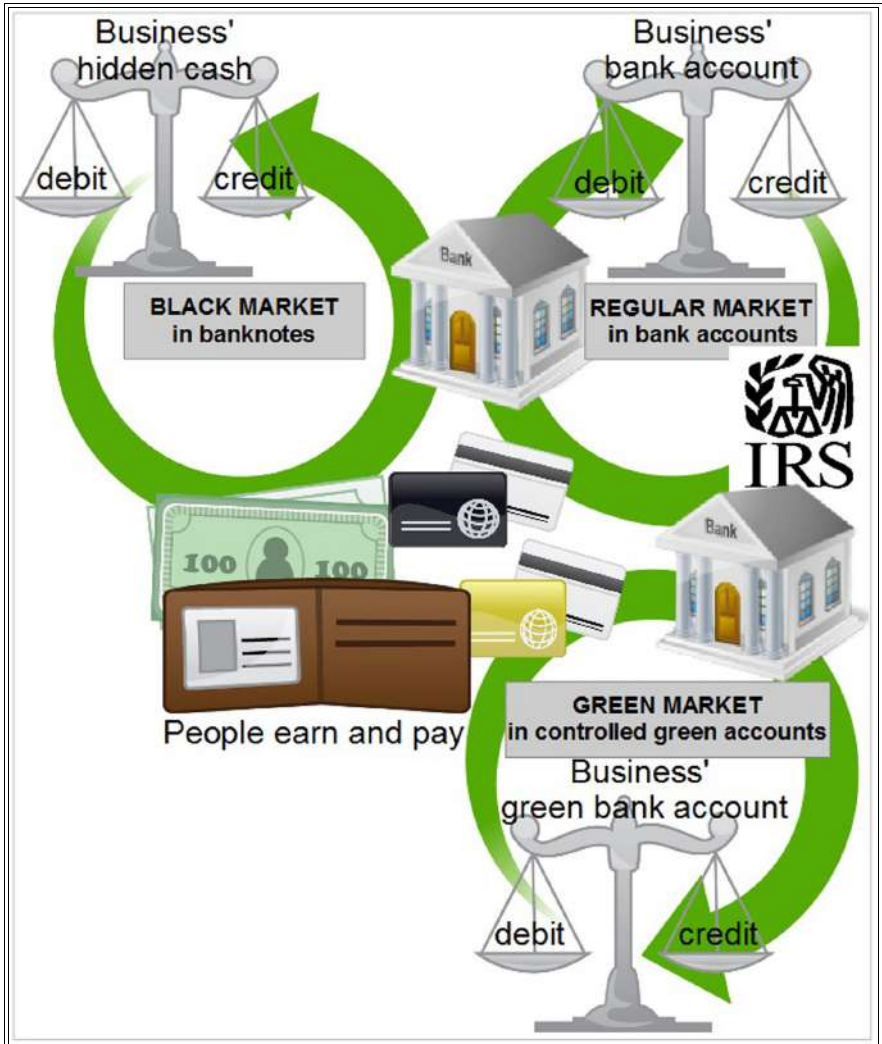 Business'
hidden cash
debit
credit
BLACK MARKET
in banknotes
Business'
bank account
debit
credit
Bank
REGULAR MARKET
in bank accounts
IRS
100
100
People earn and pay
Bank
GREEN MARKET
in controlled green accounts
Business'
green bank account
debit
credit